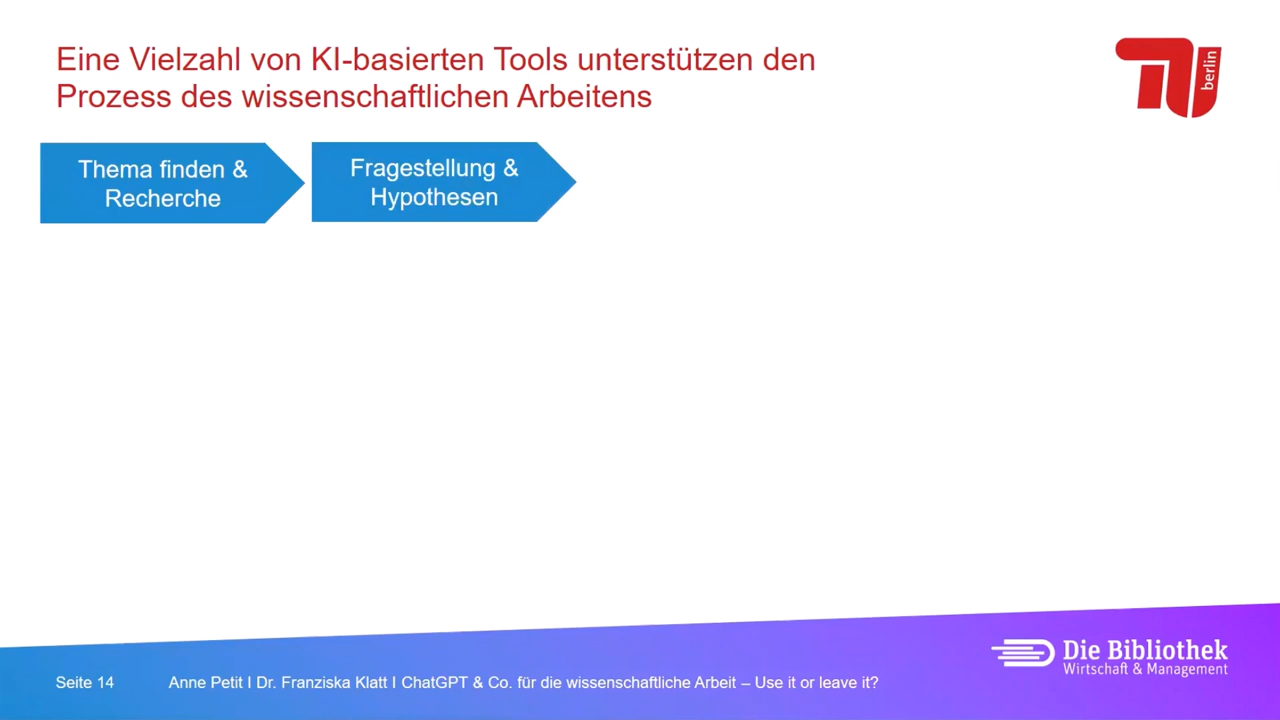 Eine Vielzahl von KI-basierten Tools unterstützen den
Prozess des wissenschaftlichen Arbeitens
berlin
Thema finden &
Recherche
Fragestellung &
Hypothesen
Die Bibliothek
Wirtschaft & Management
Seite 14
Anne Petit I Dr. Franziska Klatt I ChatGPT & Co. für die wissenschaftliche Arbeit – Use it or leave it?